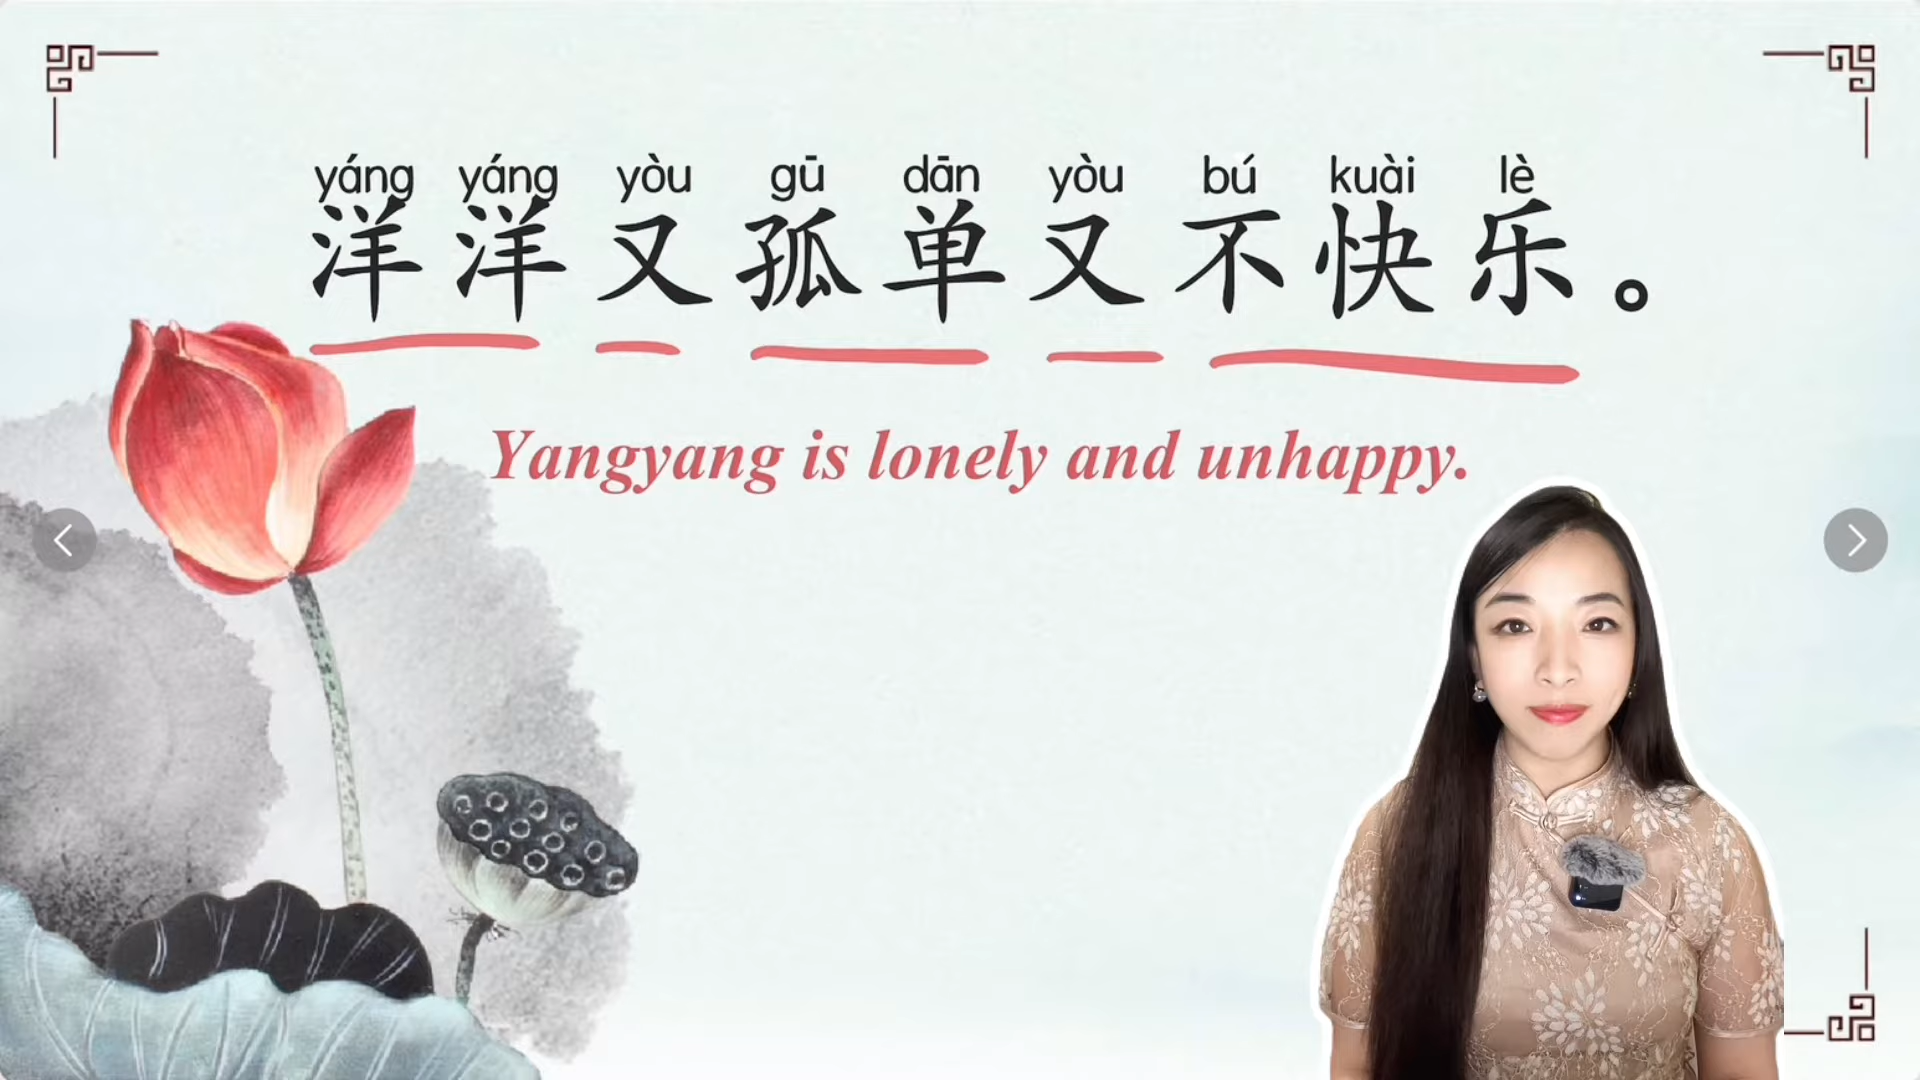 yáng yáng yòu gū dān yòu bú kuài lè
洋洋又孤单又不快乐。
Yangyang is lonely and unhappy.